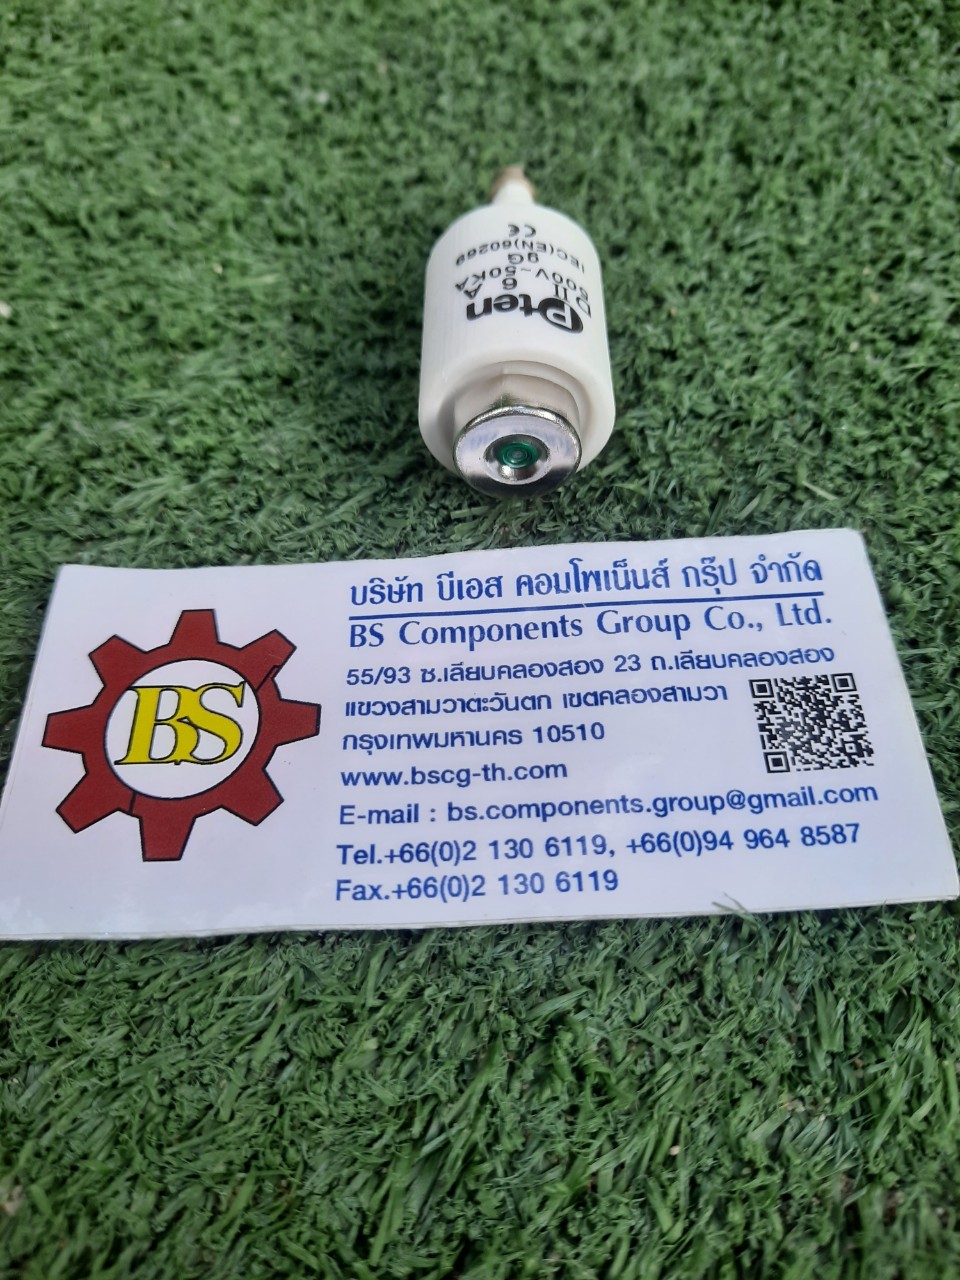 Pten
D II 6 A
500V~50KA
gG
IEC(EN)60269
CE
BS
บริษัท บีเอส คอมโพเน็นส์ กรุ๊ป จำกัด
BS Components Group Co., Ltd.
55/93 ซ.เลียบคลองสอง 23 ถ.เลียบคลองสอง
แขวงสามวาตะวันตก เขตคลองสามวา
กรุงเทพมหานคร 10510
www.bscg-th.com
E-mail : bs.components.group@gmail.com
Tel.+66(0)2 130 6119, +66(0)94 964 8587
Fax.+66(0)2 130 6119